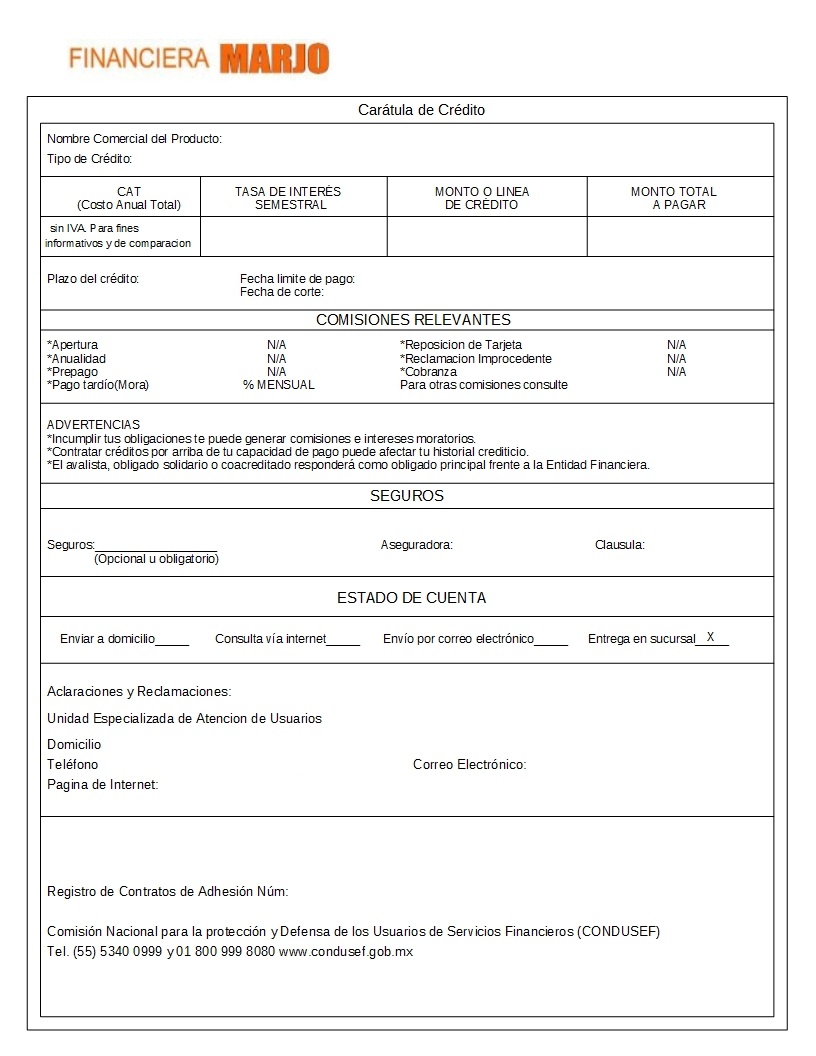 FINANCIERA MARJO
Carátula de Crédito
Nombre Comercial del Producto:
Tipo de Crédito:
CAT
(Costo Anual Total)
TASA DE INTERÉS
SEMESTRAL
MONTO O LINEA
DE CRÉDITO
MONTO TOTAL
A PAGAR
sin IVA. Para fines
informativos y de comparacion
Plazo del crédito: Fecha limite de pago:
Fecha de corte:
COMISIONES RELEVANTES
*Apertura N/A *Reposicion de Tarjeta N/A
*Anualidad N/A *Reclamacion Improcedente N/A
*Prepago N/A *Cobranza N/A
*Pago tardío(Mora) % MENSUAL Para otras comisiones consulte
ADVERTENCIAS
*Incumplir tus obligaciones te puede generar comisiones e intereses moratorios.
*Contratar créditos por arriba de tu capacidad de pago puede afectar tu historial crediticio.
*El avalista, obligado solidario o coacreditado responderá como obligado principal frente a la Entidad Financiera.
SEGUROS
Seguros:__________________ Aseguradora: Clausula:
(Opcional u obligatorio)
ESTADO DE CUENTA
Enviar a domicilio_____ Consulta vía internet_____ Envío por correo electrónico_____ Entrega en sucursal__X__
Aclaraciones y Reclamaciones:
Unidad Especializada de Atencion de Usuarios
Domicilio
Teléfono Correo Electrónico:
Pagina de Internet:
Registro de Contratos de Adhesión Núm:
Comisión Nacional para la protección y Defensa de los Usuarios de Servicios Financieros (CONDUSEF)
Tel. (55) 5340 0999 y 01 800 999 8080 www.condusef.gob.mx